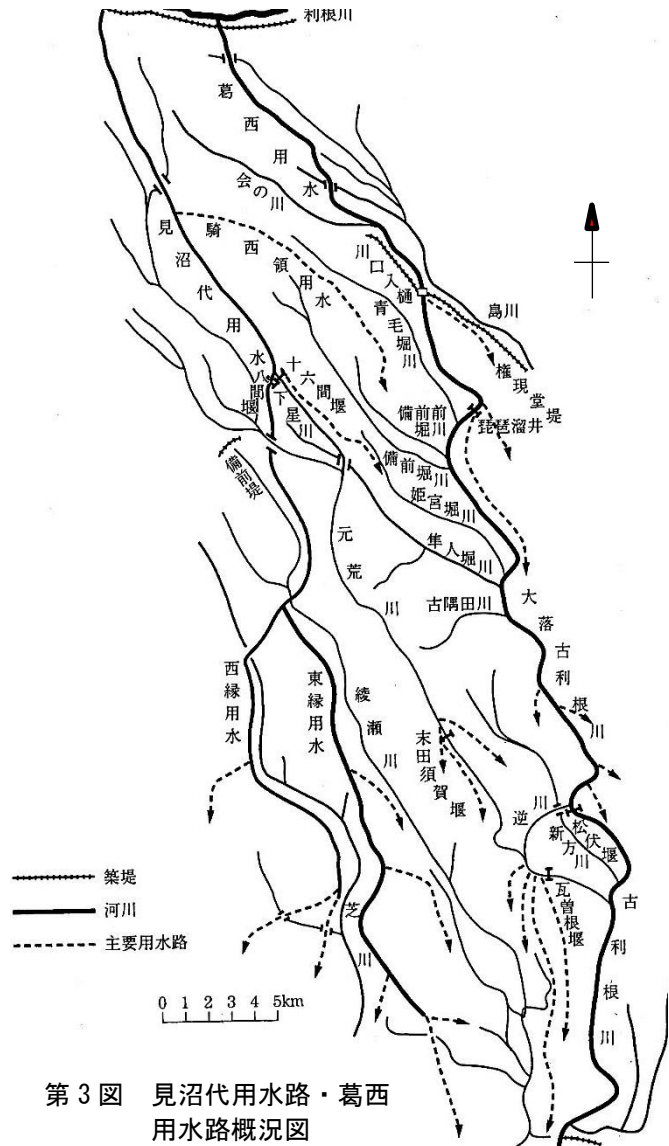 利根川
葛西用水
会の川
見沼代用水
騎西領用水
川口入樋
青毛堀川
島川
権現堂堤
十六間堰
八間堰
下星川
備前前堀川
琵琶溜井
備前堤
備前堀川
姫宮堀川
隼人堀川
元荒川
古隅田川
大落古利根川
西縁用水
東縁用水
綾瀬川
末田須賀堰
逆川
新方川
松伏堰
瓦曽根堰
古利根川
芝川
築堤
河川
主要用水路
0 1 2 3 4 5km
第3図 見沼代用水路・葛西
用水路概況図